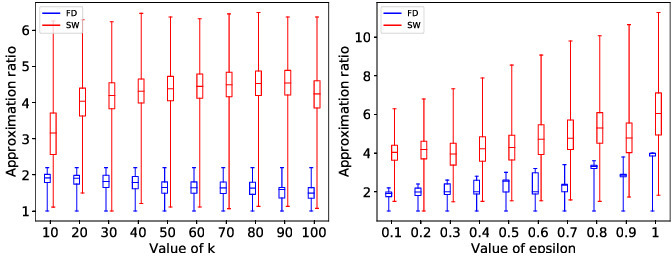 FD
SW
Approximation ratio
6
5
4
3
2
1
10 20 30 40 50 60 70 80 90 100
Value of k
FD
SW
Approximation ratio
10
8
6
4
2
0.1 0.2 0.3 0.4 0.5 0.6 0.7 0.8 0.9 1
Value of epsilon